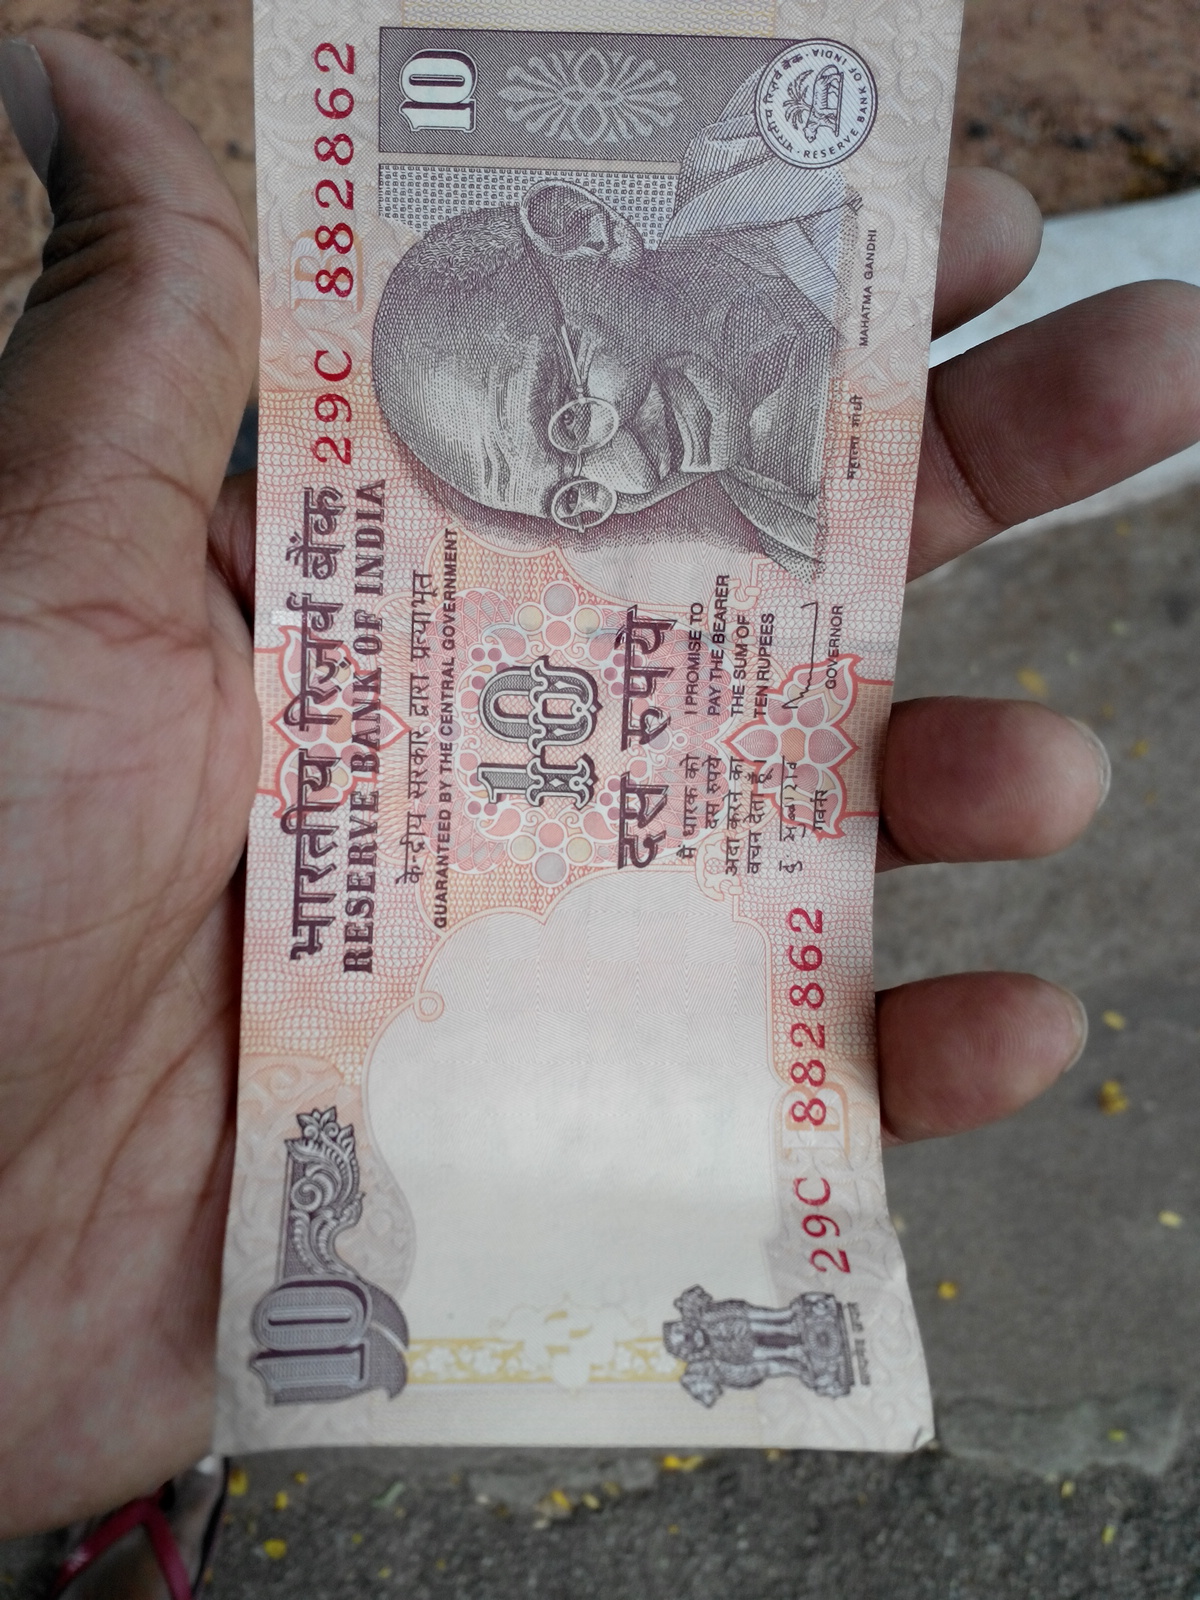 भारतीय रिज़र्व बैंक
RESERVE BANK OF INDIA
29C 882862
केन्द्रीय सरकार द्वारा प्रत्याभूत
GUARANTEED BY THE CENTRAL GOVERNMENT
10
10
१०
10
दस रुपये
मैं धारक को
दस रुपये
अदा करने का
वचन देता हूँ।
I PROMISE TO
PAY THE BEARER
THE SUM OF
TEN RUPEES
गवर्नर
GOVERNOR
महात्मा गांधी
MAHATMA GANDHI
RESERVE BANK OF INDIA
भारतीय रिज़र्व बैंक
29C 882862
सत्यमेव जयते
10